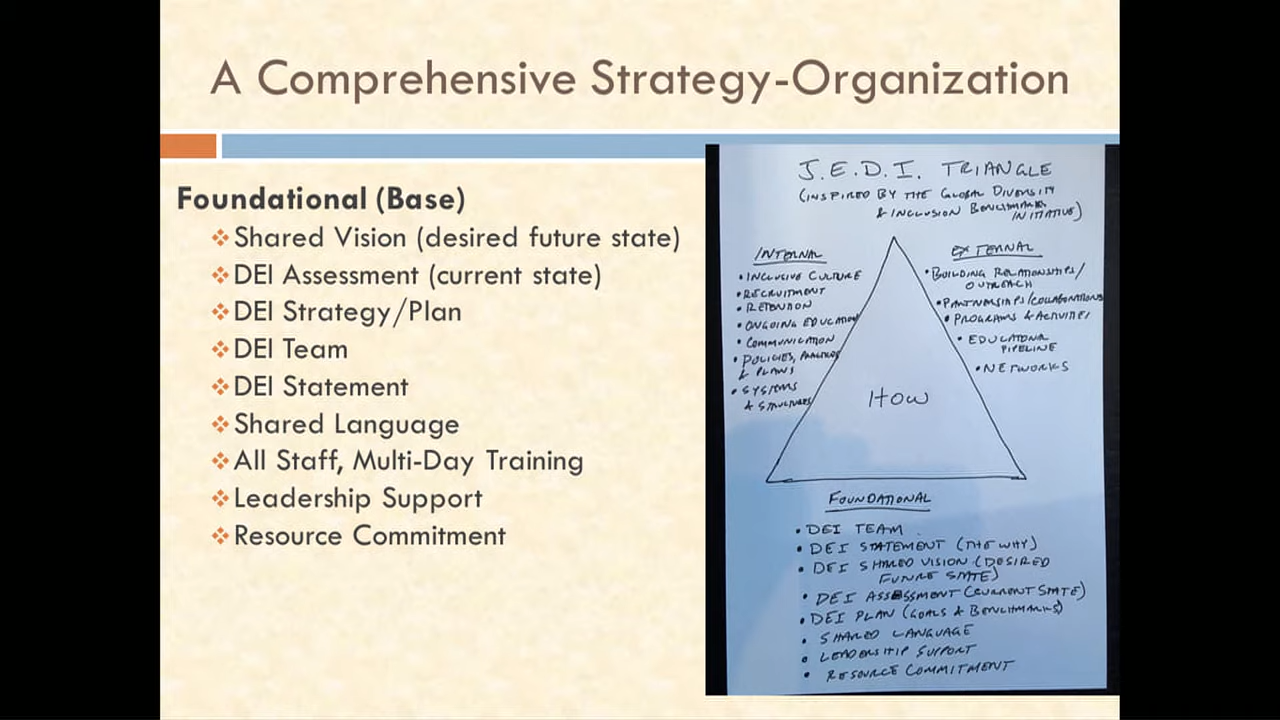 A Comprehensive Strategy-Organization
Foundational (Base)
Shared Vision (desired future state)
DEI Assessment (current state)
DEI Strategy/Plan
DEI Team
DEI Statement
Shared Language
All Staff, Multi-Day Training
Leadership Support
Resource Commitment
J.E.D.I. TRIANGLE
(INSPIRED BY THE GLOBAL DIVERSITY
& INCLUSION BENCHMARKS
INITIATIVE)
INTERNAL
• INCLUSIVE CULTURE
• RECRUITMENT
• RETENTION
• ONGOING EDUCATION
• COMMUNICATION
• POLICIES, PRACTICES
& PLANS
• SYSTEMS
& STRUCTURES
EXTERNAL
• BUILDING RELATIONSHIPS/
OUTREACH
• PARTNERSHIPS/COLLABORATIONS
• PROGRAMS & ACTIVITIES
• EDUCATIONAL
PIPELINE
• NETWORKS
HOW
FOUNDATIONAL
• DEI TEAM
• DEI STATEMENT (THE WHY)
• DEI SHARED VISION (DESIRED
FUTURE STATE)
• DEI ASSESSMENT (CURRENT STATE)
• DEI PLAN (GOALS & BENCHMARKS)
• SHARED LANGUAGE
• LEADERSHIP SUPPORT
• RESOURCE COMMITMENT